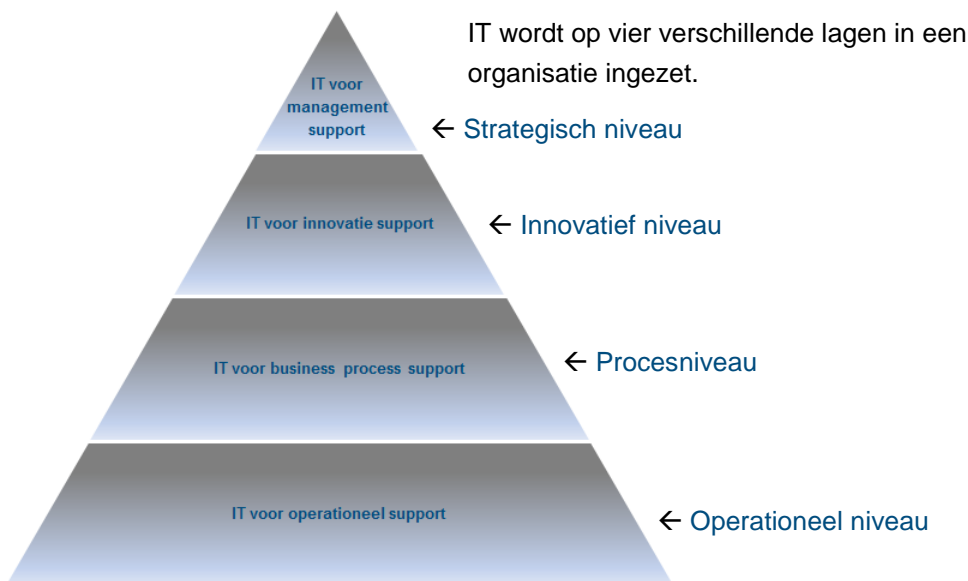 IT wordt op vier verschillende lagen in een
organisatie ingezet.
IT voor
management
support
← Strategisch niveau
IT voor innovatie support
← Innovatief niveau
IT voor business process support
← Procesniveau
IT voor operationeel support
← Operationeel niveau